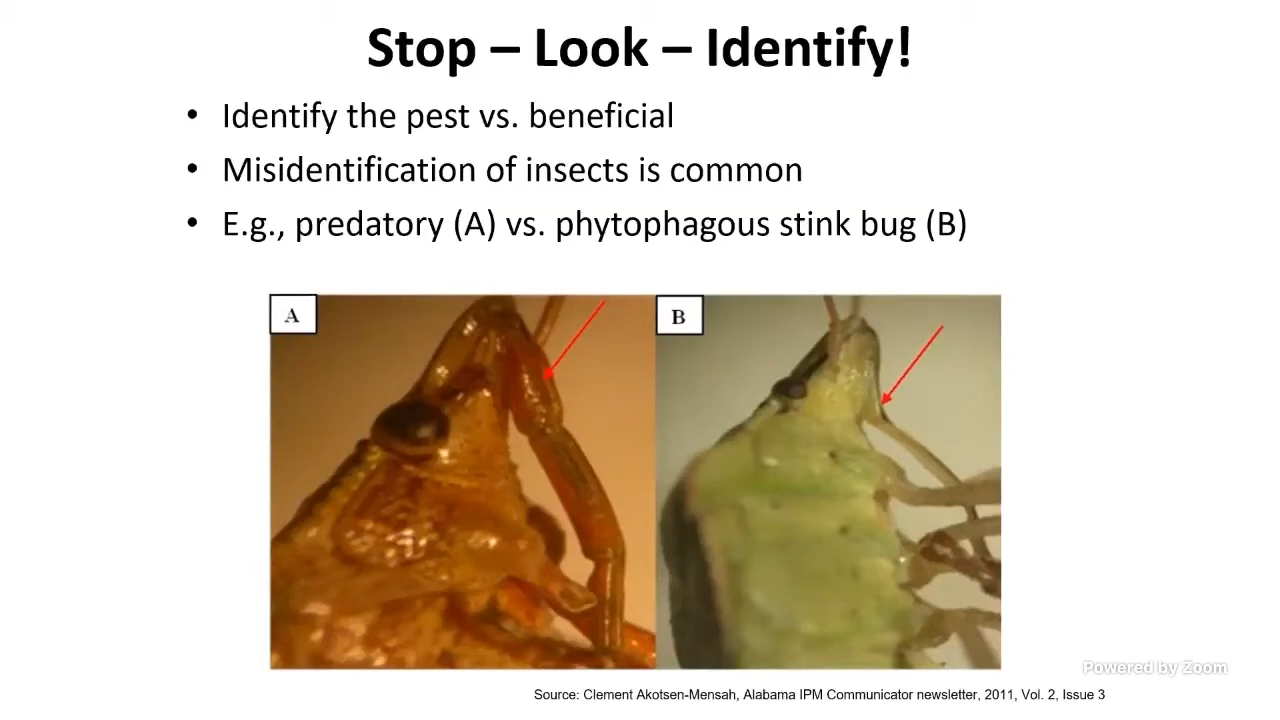 Stop – Look – Identify!
• Identify the pest vs. beneficial
• Misidentification of insects is common
• E.g., predatory (A) vs. phytophagous stink bug (B)
A
B
Powered by Zoom
Source: Clement Akotsen-Mensah, Alabama IPM Communicator newsletter, 2011, Vol. 2, Issue 3